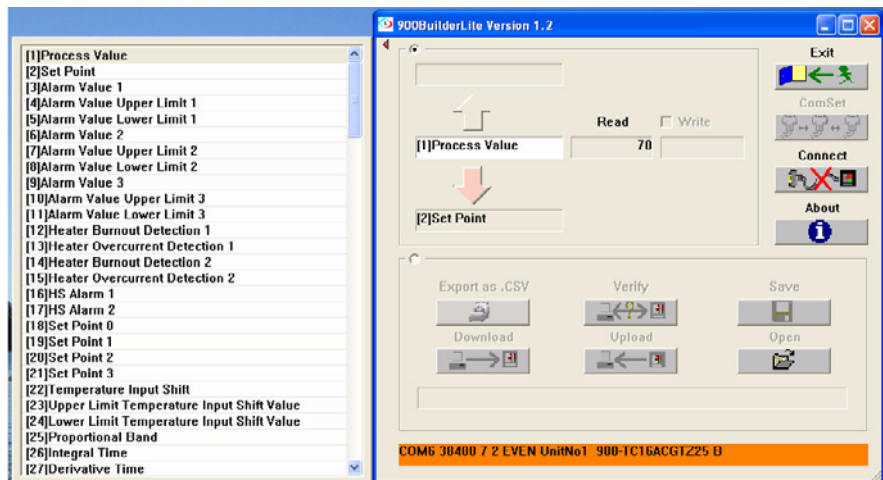 [1]Process Value
[2]Set Point
[3]Alarm Value 1
[4]Alarm Value Upper Limit 1
[5]Alarm Value Lower Limit 1
[6]Alarm Value 2
[7]Alarm Value Upper Limit 2
[8]Alarm Value Lower Limit 2
[9]Alarm Value 3
[10]Alarm Value Upper Limit 3
[11]Alarm Value Lower Limit 3
[12]Heater Burnout Detection 1
[13]Heater Overcurrent Detection 1
[14]Heater Burnout Detection 2
[15]Heater Overcurrent Detection 2
[16]HS Alarm 1
[17]HS Alarm 2
[18]Set Point 0
[19]Set Point 1
[20]Set Point 2
[21]Set Point 3
[22]Temperature Input Shift
[23]Upper Limit Temperature Input Shift Value
[24]Lower Limit Temperature Input Shift Value
[25]Proportional Band
[26]Integral Time
[27]Derivative Time
900BuilderLite Version 1.2
Exit
ComSet
Read Write
[1]Process Value 70
Connect
About
[2]Set Point
Export as .CSV Verify Save
Download Upload Open
COM6 38400 7 2 EVEN UnitNo1 900-TC16ACGTZ25 B